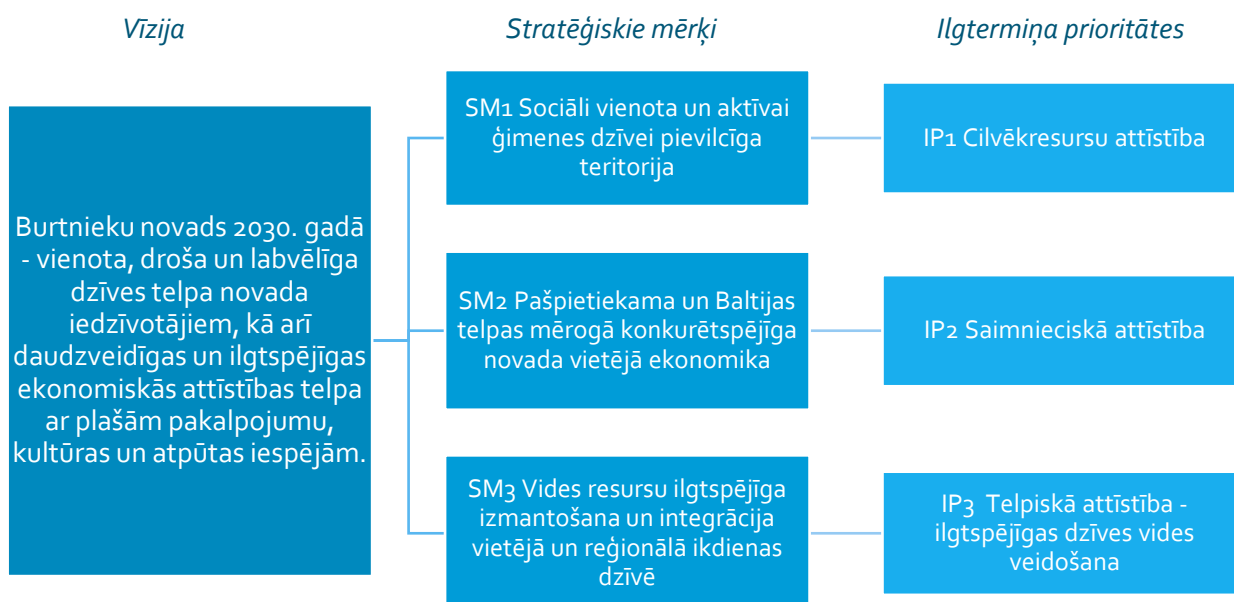 Vīzija
Stratēģiskie mērķi
Ilgtermiņa prioritātes
Burtnieku novads 2030. gadā
- vienota, droša un labvēlīga
dzīves telpa novada
iedzīvotājiem, kā arī
daudzveidīgas un ilgtspējīgas
ekonomiskās attīstības telpa
ar plašām pakalpojumu,
kultūras un atpūtas iespējām.
SM1 Sociāli vienota un aktīvai
ģimenes dzīvei pievilcīga
teritorija
IP1 Cilvēkresursu attīstība
SM2 Pašpietiekama un Baltijas
telpas mērogā konkurētspējīga
novada vietējā ekonomika
IP2 Saimnieciskā attīstība
SM3 Vides resursu ilgtspējīga
izmantošana un integrācija
vietējā un reģionālā ikdienas
dzīvē
IP3  Telpiskā attīstība -
ilgtspējīgas dzīves vides
veidošana